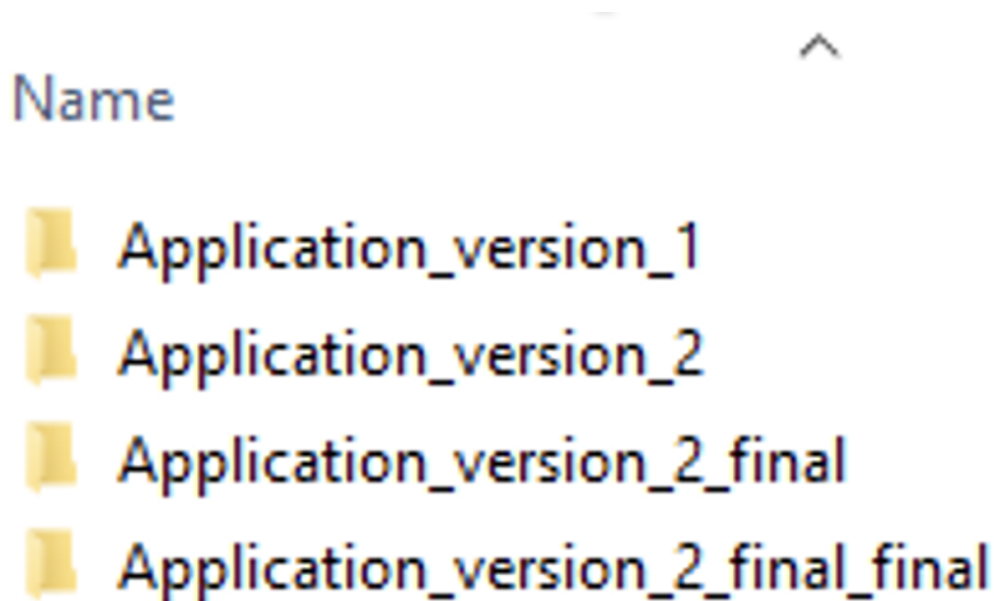 Name
Application_version_1
Application_version_2
Application_version_2_final
Application_version_2_final_final